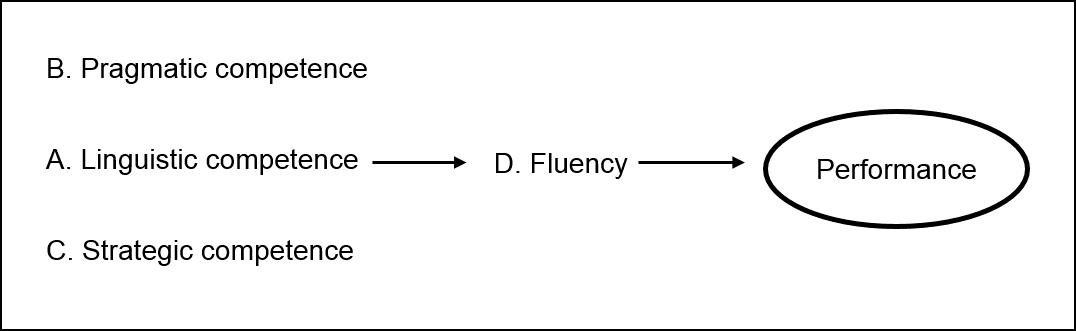 B. Pragmatic competence
A. Linguistic competence
D. Fluency
Performance
C. Strategic competence